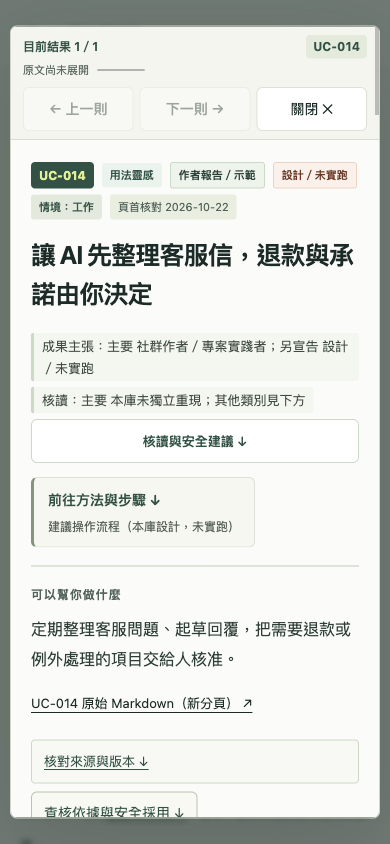 目前結果 1 / 1
UC-014
原文尚未展開
← 上一則
下一則 →
關閉 ✕
UC-014
用法靈感
作者報告 / 示範
設計 / 未實跑
情境：工作
頁首核對 2026-10-22
讓 AI 先整理客服信，退款與承
諾由你決定
成果主張：主要 社群作者 / 專案實踐者；另宣告 設計
/ 未實跑
核讀：主要 本庫未獨立重現；其他類別見下方
核讀與安全建議 ↓
前往方法與步驟 ↓
建議操作流程（本庫設計，未實跑）
可以幫你做什麼
定期整理客服問題、起草回覆，把需要退款或
例外處理的項目交給人核准。
UC-014 原始 Markdown（新分頁） ↗
核對來源與版本 ↓
查核依據與安全採用 ↓